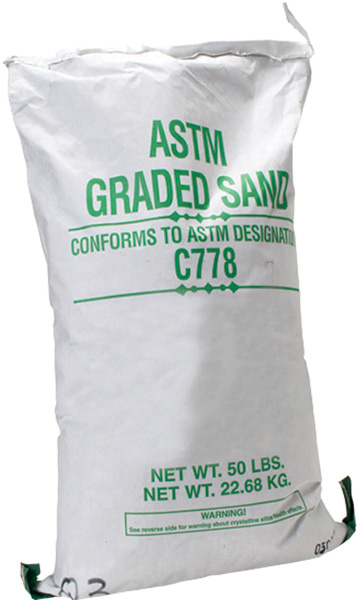 ASTM
GRADED SAND
CONFORMS TO ASTM DESIGNATION
C778
NET WT. 50 LBS.
NET WT. 22.68 KG.
WARNING!
See reverse side for warning about crystalline silica health effects.